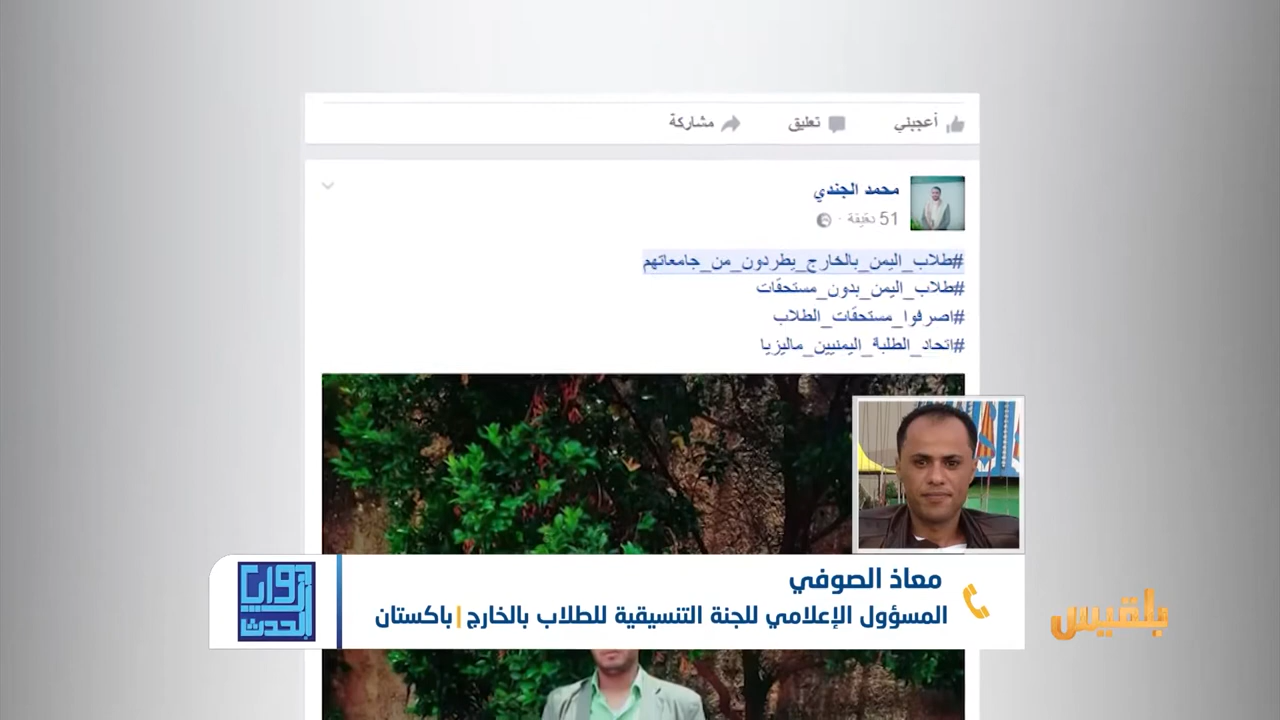 أعجبني تعليق مشاركة
محمد الجندي
51 دقيقة ·
#طلاب_اليمن_بالخارج_يطردون_من_جامعاتهم
#طلاب_اليمن_بدون_مستحقات
#اصرفوا_مستحقات_الطلاب
#اتحاد_الطلبة_اليمنيين_ماليزيا
معاذ الصوفي
المسؤول الإعلامي للجنة التنسيقية للطلاب بالخارج | باكستان
زوايا الحدث
بلقيس